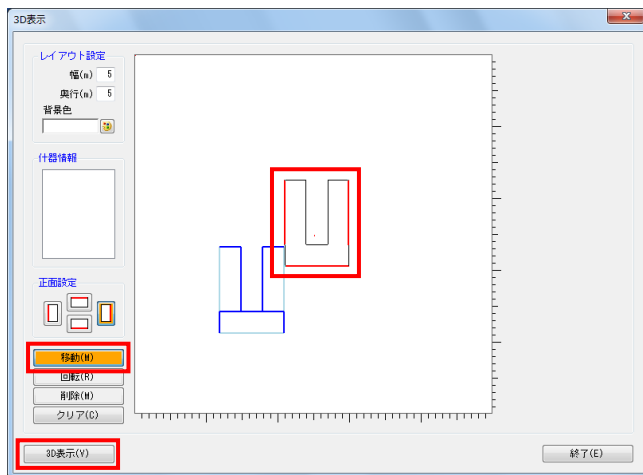 3D表示
レイアウト設定
幅(m) 5
奥行(m) 5
背景色
什器情報
正面設定
移動(M)
回転(R)
削除(M)
クリア(C)
3D表示(V)
終了(E)